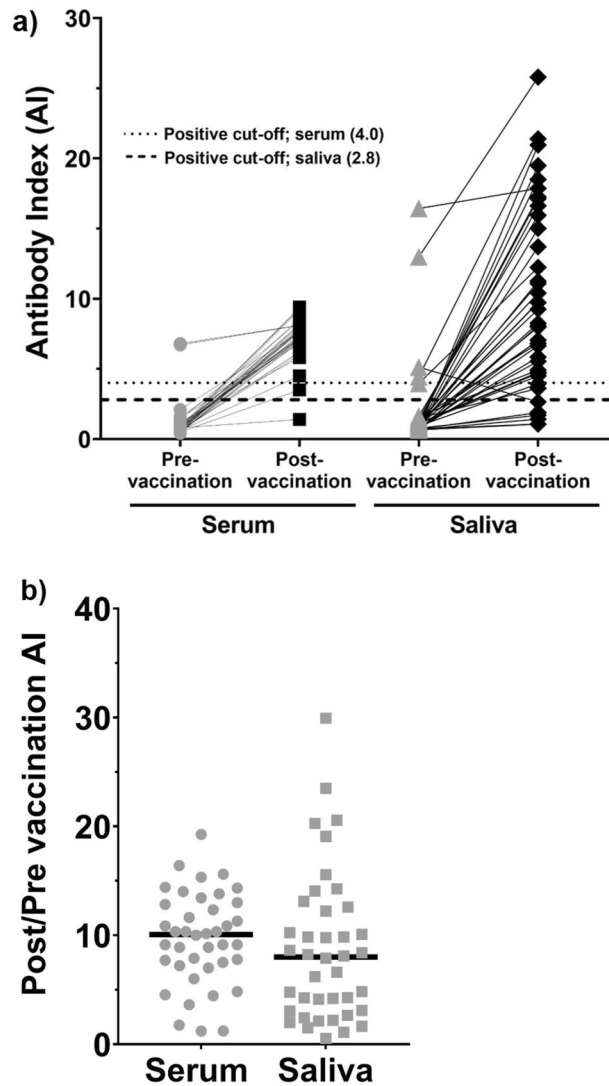 a)
Antibody Index (AI)
30
20
10
0
Positive cut-off; serum (4.0)
Positive cut-off; saliva (2.8)
Pre-
vaccination
Post-
vaccination
Pre-
vaccination
Post-
vaccination
Serum
Saliva
b)
Post/Pre vaccination AI
40
30
20
10
0
Serum
Saliva